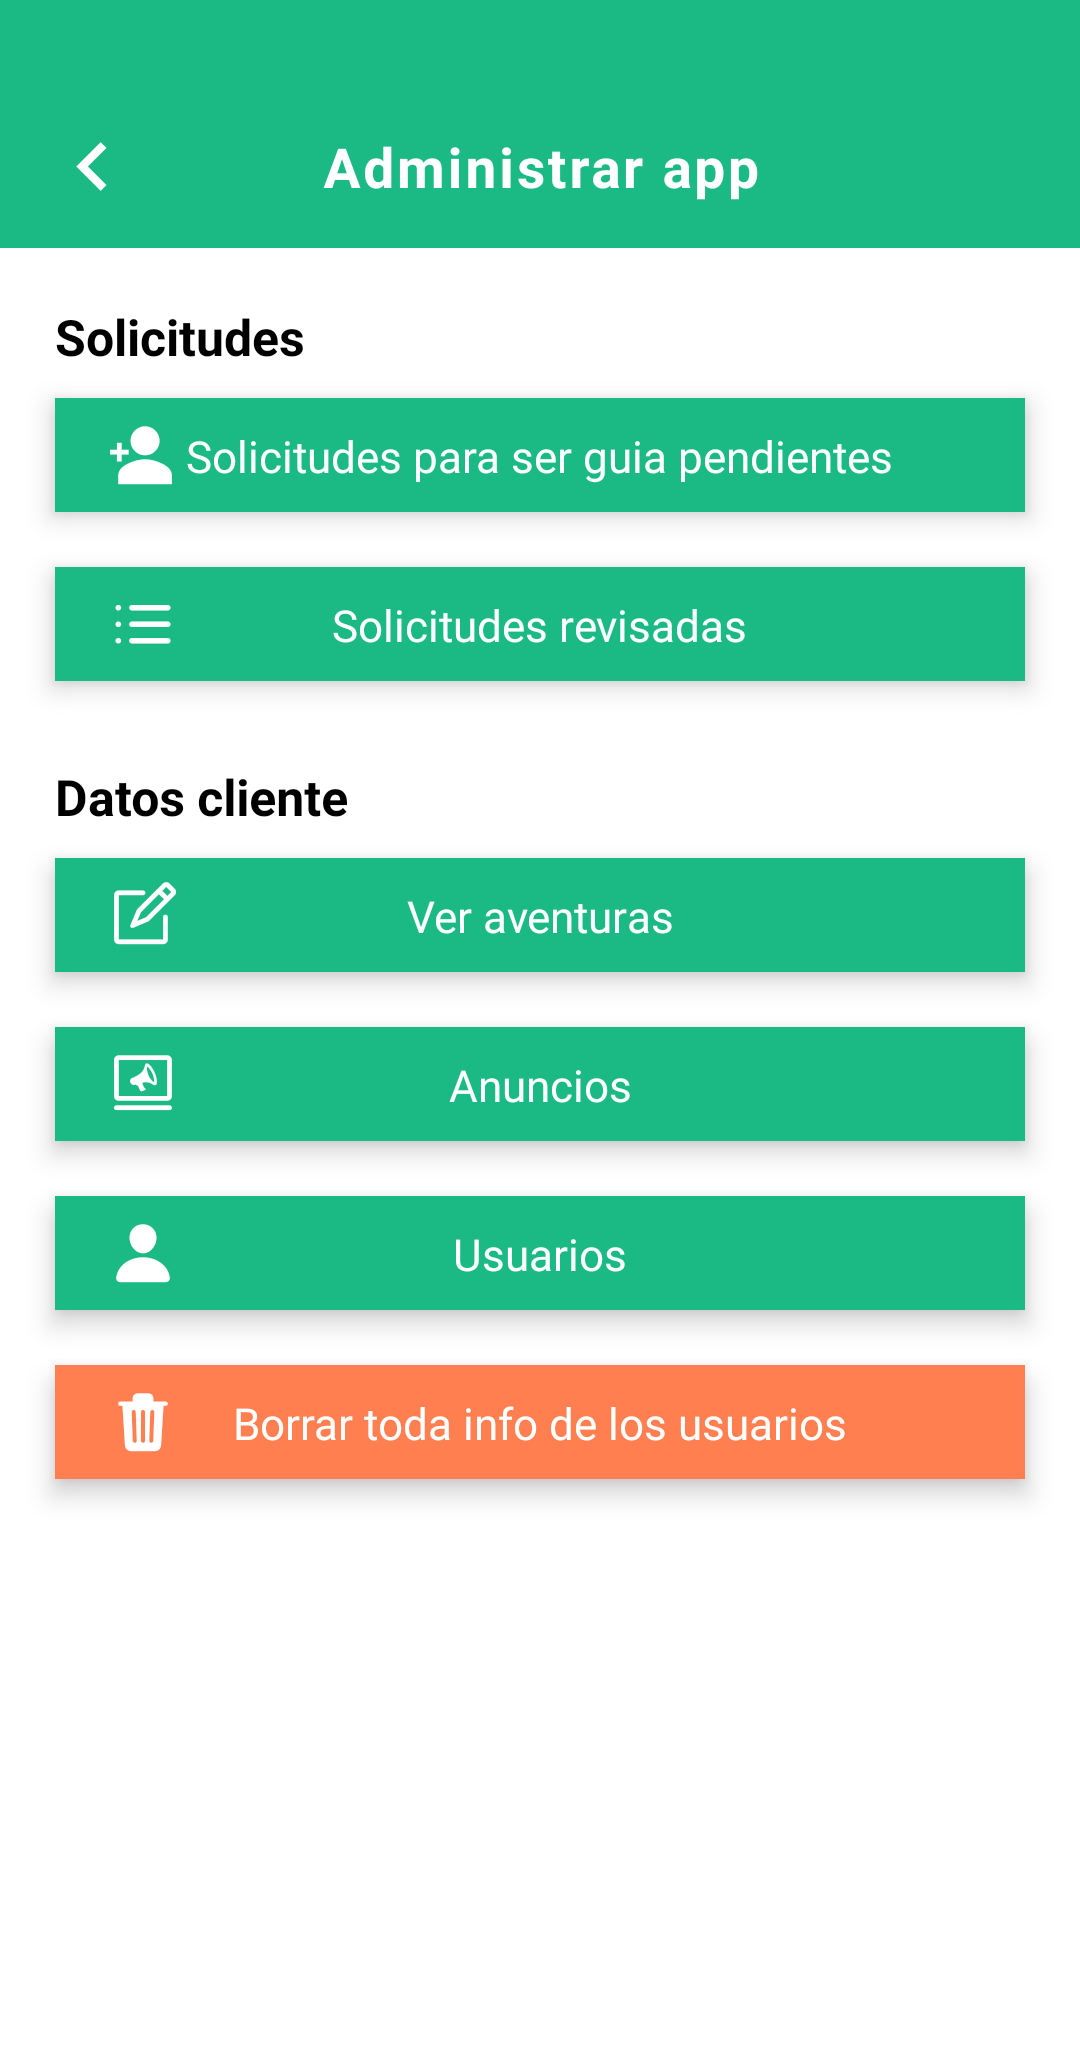 Administrar app
Solicitudes
Solicitudes para ser guia pendientes
Solicitudes revisadas
Datos cliente
Ver aventuras
Anuncios
Usuarios
Borrar toda info de los usuarios